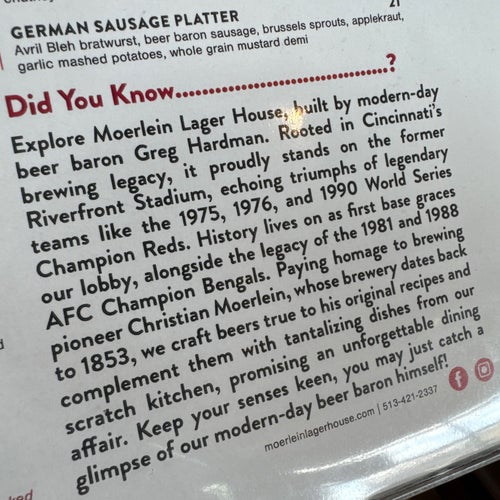 21
GERMAN SAUSAGE PLATTER
Avril Bleh bratwurst, beer baron sausage, brussels sprouts, applekraut,
garlic mashed potatoes, whole grain mustard demi
Did You Know...................................................?
Explore Moerlein Lager House, built by modern-day
beer baron Greg Hardman. Rooted in Cincinnati's
brewing legacy, it proudly stands on the former
Riverfront Stadium, echoing triumphs of legendary
teams like the 1975, 1976, and 1990 World Series
Champion Reds. History lives on as first base graces
our lobby, alongside the legacy of the 1981 and 1988
AFC Champion Bengals. Paying homage to brewing
pioneer Christian Moerlein, whose brewery dates back
to 1853, we craft beers true to his original recipes and
complement them with tantalizing dishes from our
scratch kitchen, promising an unforgettable dining
affair. Keep your senses keen, you may just catch a
glimpse of our modern-day beer baron himself!
moerleinlagerhouse.com | 513-421-2337